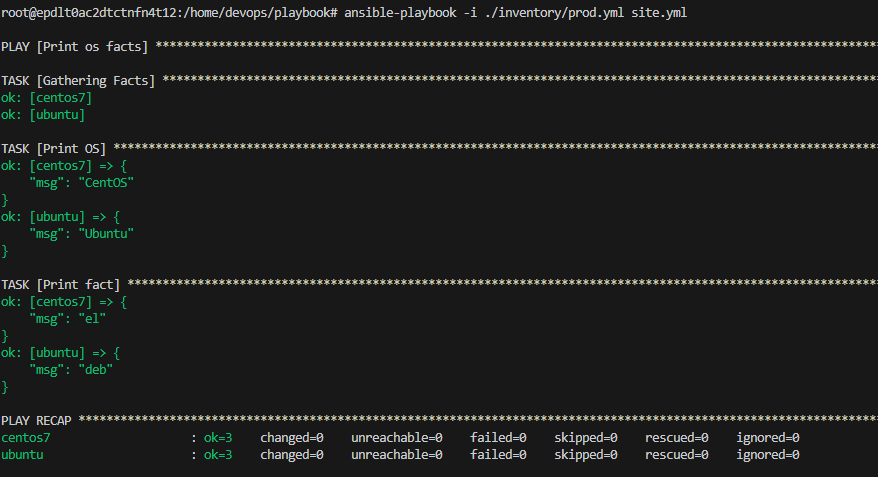 root@epdlt0ac2dtctnfn4t12:/home/devops/playbook# ansible-playbook -i ./inventory/prod.yml site.yml
PLAY [Print os facts] *******************************************************************************************************
TASK [Gathering Facts] ******************************************************************************************************
ok: [centos7]
ok: [ubuntu]
TASK [Print OS] *************************************************************************************************************
ok: [centos7] => {
    "msg": "CentOS"
}
ok: [ubuntu] => {
    "msg": "Ubuntu"
}
TASK [Print fact] ***********************************************************************************************************
ok: [centos7] => {
    "msg": "el"
}
ok: [ubuntu] => {
    "msg": "deb"
}
PLAY RECAP ******************************************************************************************************************
centos7                    : ok=3    changed=0    unreachable=0    failed=0    skipped=0    rescued=0    ignored=0
ubuntu                     : ok=3    changed=0    unreachable=0    failed=0    skipped=0    rescued=0    ignored=0